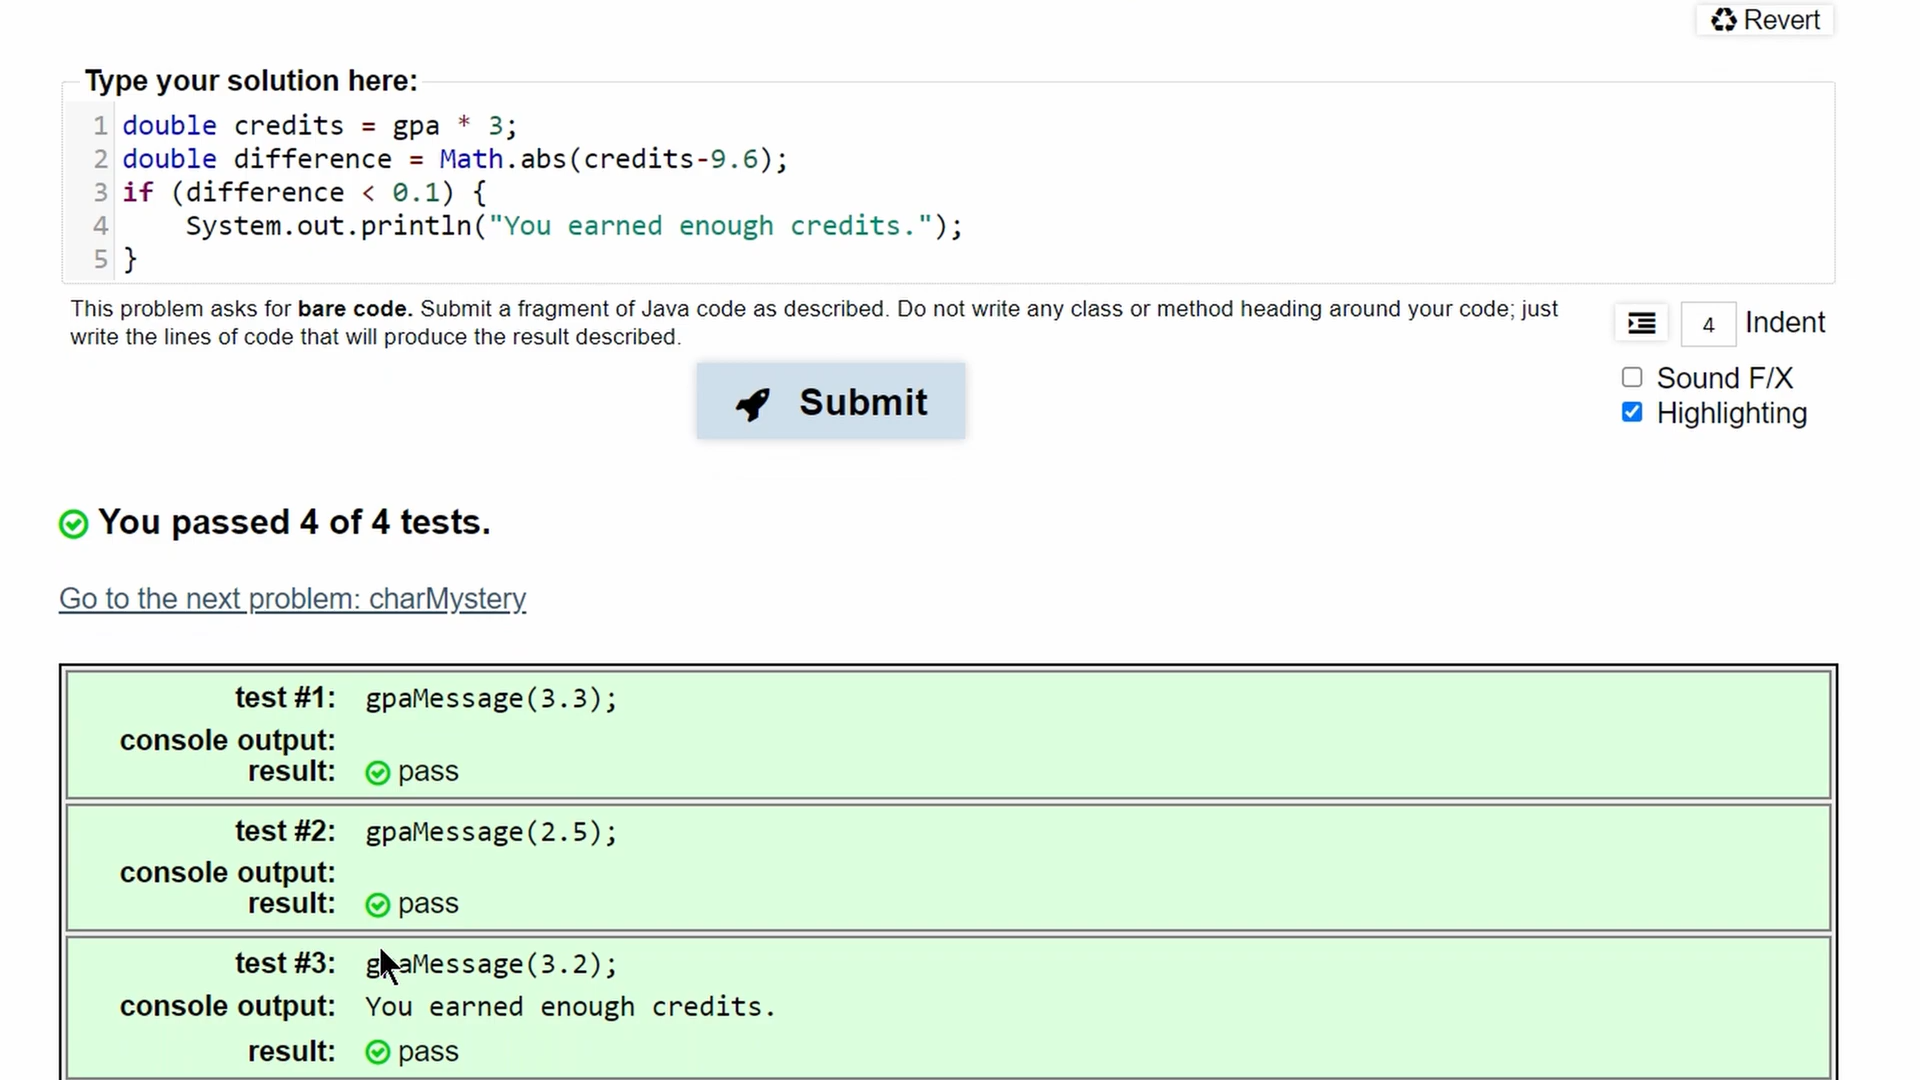 Revert
Type your solution here:
1 double credits = gpa * 3;
2 double difference = Math.abs(credits-9.6);
3 if (difference < 0.1) {
4     System.out.println("You earned enough credits.");
5 }
This problem asks for bare code. Submit a fragment of Java code as described. Do not write any class or method heading around your code; just
write the lines of code that will produce the result described.
4 Indent
Sound F/X
Highlighting
Submit
You passed 4 of 4 tests.
Go to the next problem: charMystery
test #1: gpaMessage(3.3);
console output:
result: pass
test #2: gpaMessage(2.5);
console output:
result: pass
test #3: gpaMessage(3.2);
console output: You earned enough credits.
result: pass